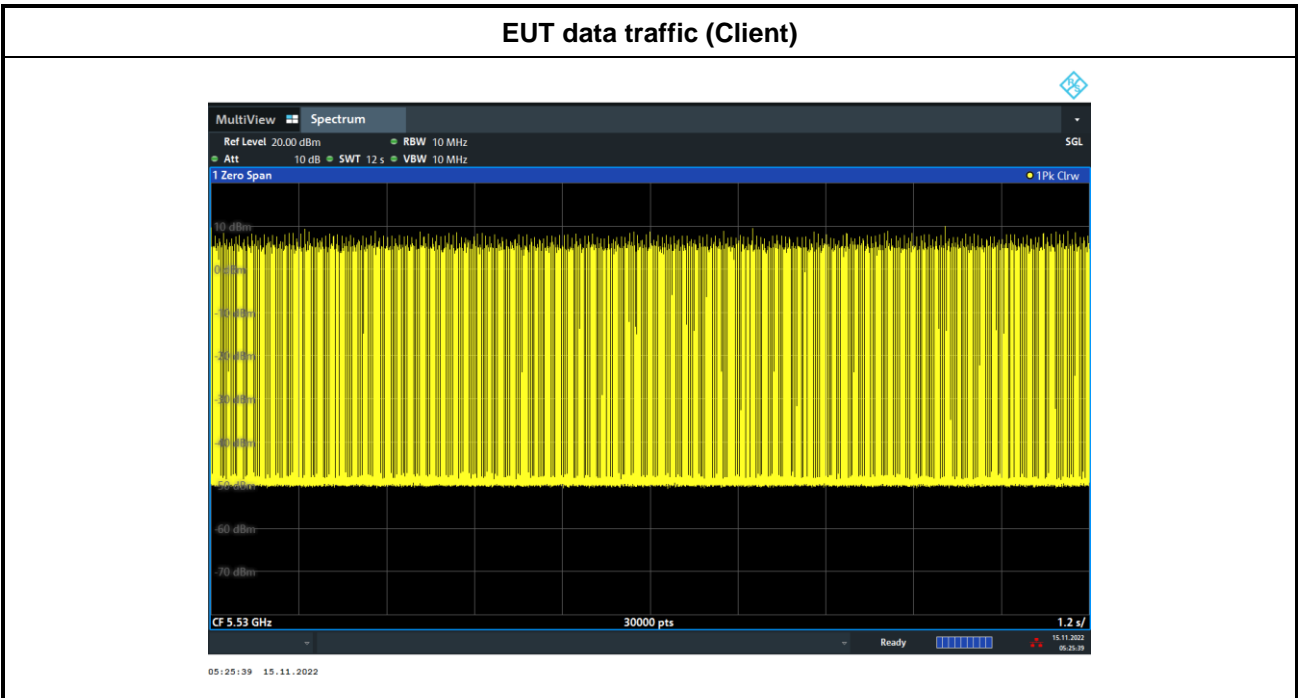 EUT data traffic (Client)
R S
MultiView Spectrum
Ref Level 20.00 dBm RBW 10 MHz SGL
Att 10 dB SWT 12 s VBW 10 MHz
1 Zero Span 1Pk Clrw
10 dBm
0 dBm
-10 dBm
-20 dBm
-30 dBm
-40 dBm
-50 dBm
-60 dBm
-70 dBm
CF 5.53 GHz 30000 pts 1.2 s/
Ready 15.11.2022
05:25:39
05:25:39 15.11.2022